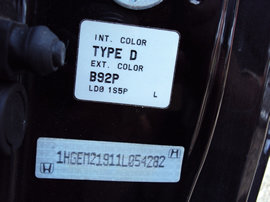 INT. COLOR
TYPE D
EXT. COLOR
B92P
LD0 1S5P L
1HGEM21911L054282